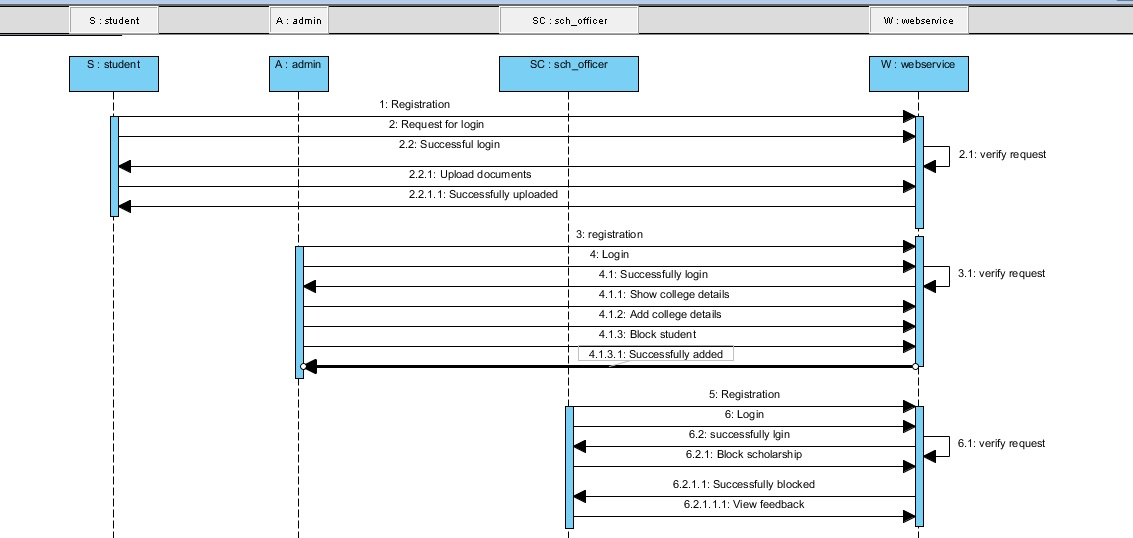 S : student
A : admin
SC : sch_officer
W : webservice
S : student
A : admin
SC : sch_officer
W : webservice
1: Registration
2: Request for login
2.2: Successful login
2.1: verify request
2.2.1: Upload documents
2.2.1.1: Successfully uploaded
3: registration
4: Login
4.1: Successfully login
3.1: verify request
4.1.1: Show college details
4.1.2: Add college details
4.1.3: Block student
4.1.3.1: Successfully added
5: Registration
6: Login
6.2: successfully lgin
6.1: verify request
6.2.1: Block scholarship
6.2.1.1: Successfully blocked
6.2.1.1.1: View feedback